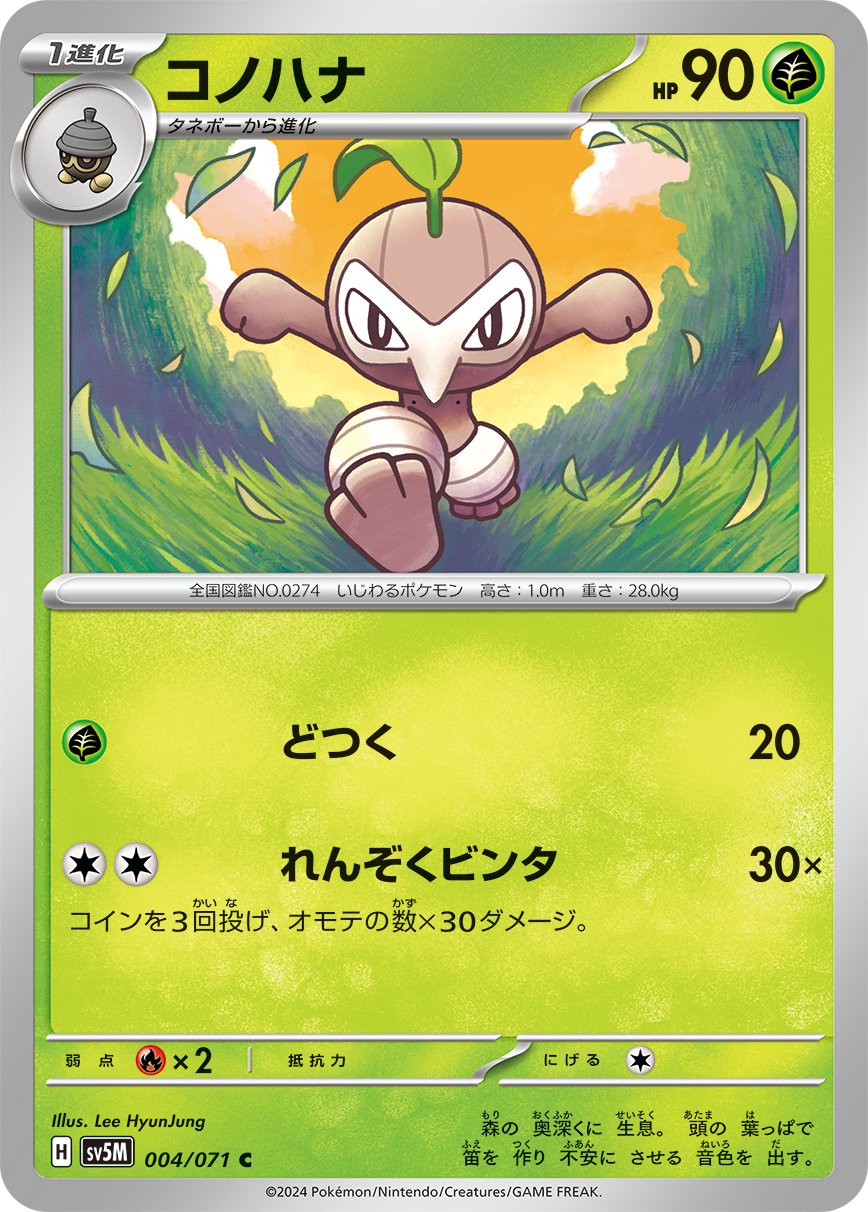 1進化
コノハナ
HP 90
タネボーから進化
全国図鑑NO.0274 いじわるポケモン 高さ:1.0m 重さ:28.0kg
どつく 20
れんぞくビンタ 30×
コインを3回投げ、オモテの数×30ダメージ。
弱点 ×2 抵抗力 にげる
Illus. Lee HyunJung
H sv5M 004/071 C
森の 奥深くに 生息。 頭の 葉っぱで
笛を 作り 不安に させる 音色を 出す。
©2024 Pokémon/Nintendo/Creatures/GAME FREAK.